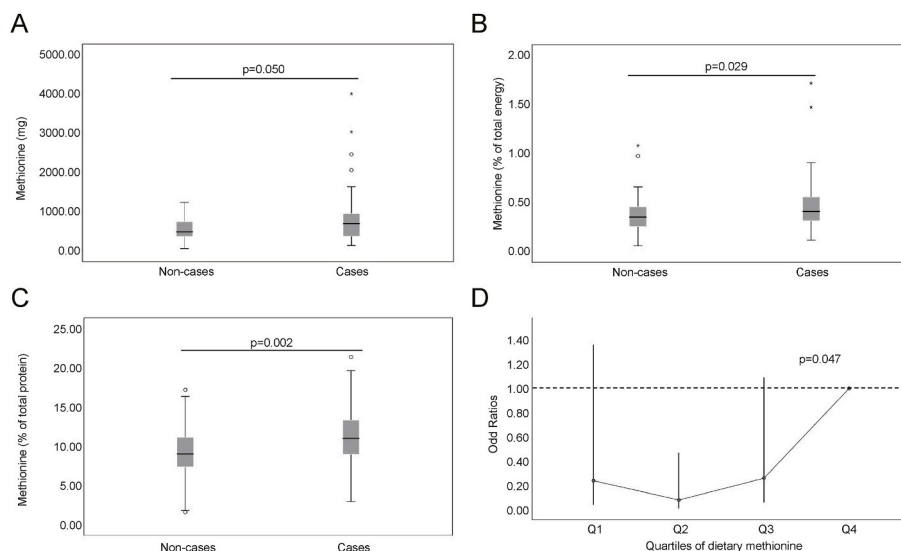 A
5000.00
4000.00
3000.00
2000.00
1000.00
0.00
Methionine (mg)
p=0.050
Non-cases
Cases
B
2.00
1.50
1.00
0.50
0.00
Methionine (% of total energy)
p=0.029
Non-cases
Cases
C
25.00
20.00
15.00
10.00
5.00
0.00
Methionine (% of total protein)
p=0.002
Non-cases
Cases
D
1.40
1.20
1.00
0.80
0.60
0.40
0.20
0.00
Odd Ratios
p=0.047
Q1
Q2
Q3
Q4
Quartiles of dietary methionine